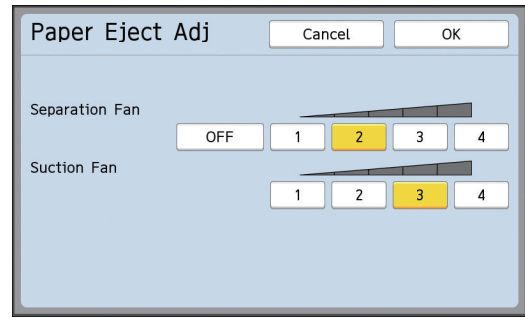 Paper Eject Adj Cancel OK
Separation Fan
OFF 1 2 3 4
Suction Fan
1 2 3 4